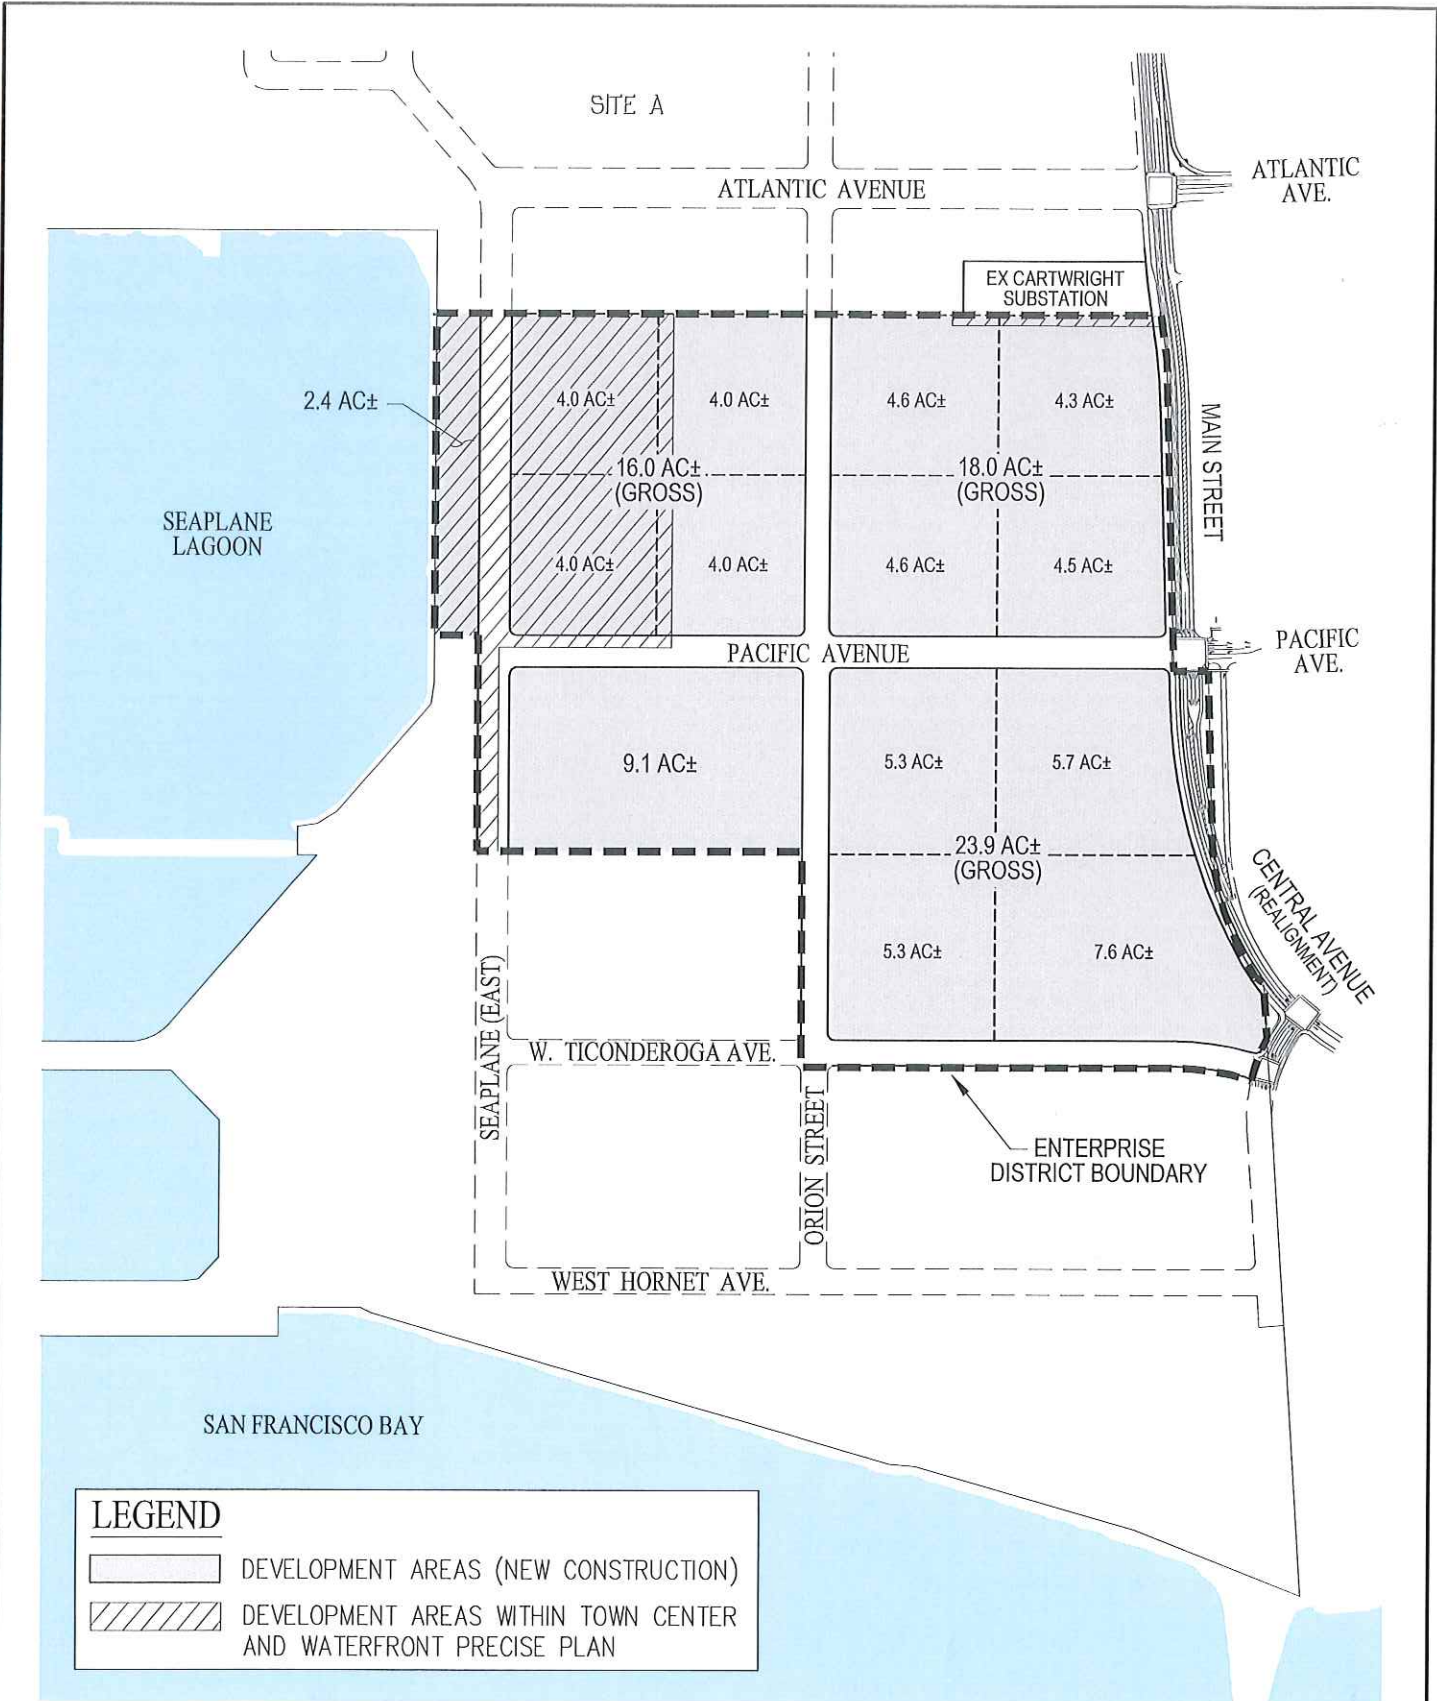 SITE A
ATLANTIC AVENUE
ATLANTIC
AVE.
EX CARTWRIGHT
SUBSTATION
2.4 AC±
4.0 AC±
4.0 AC±
4.6 AC±
4.3 AC±
MAIN STREET
16.0 AC±
(GROSS)
18.0 AC±
(GROSS)
SEAPLANE
LAGOON
4.0 AC±
4.0 AC±
4.6 AC±
4.5 AC±
PACIFIC AVENUE
PACIFIC
AVE.
9.1 AC±
5.3 AC±
5.7 AC±
23.9 AC±
(GROSS)
CENTRAL AVENUE
(REALIGNMENT)
5.3 AC±
7.6 AC±
SEAPLANE (EAST)
W. TICONDEROGA AVE.
ORION STREET
ENTERPRISE
DISTRICT BOUNDARY
WEST HORNET AVE.
SAN FRANCISCO BAY
LEGEND
DEVELOPMENT AREAS (NEW CONSTRUCTION)
DEVELOPMENT AREAS WITHIN TOWN CENTER
AND WATERFRONT PRECISE PLAN